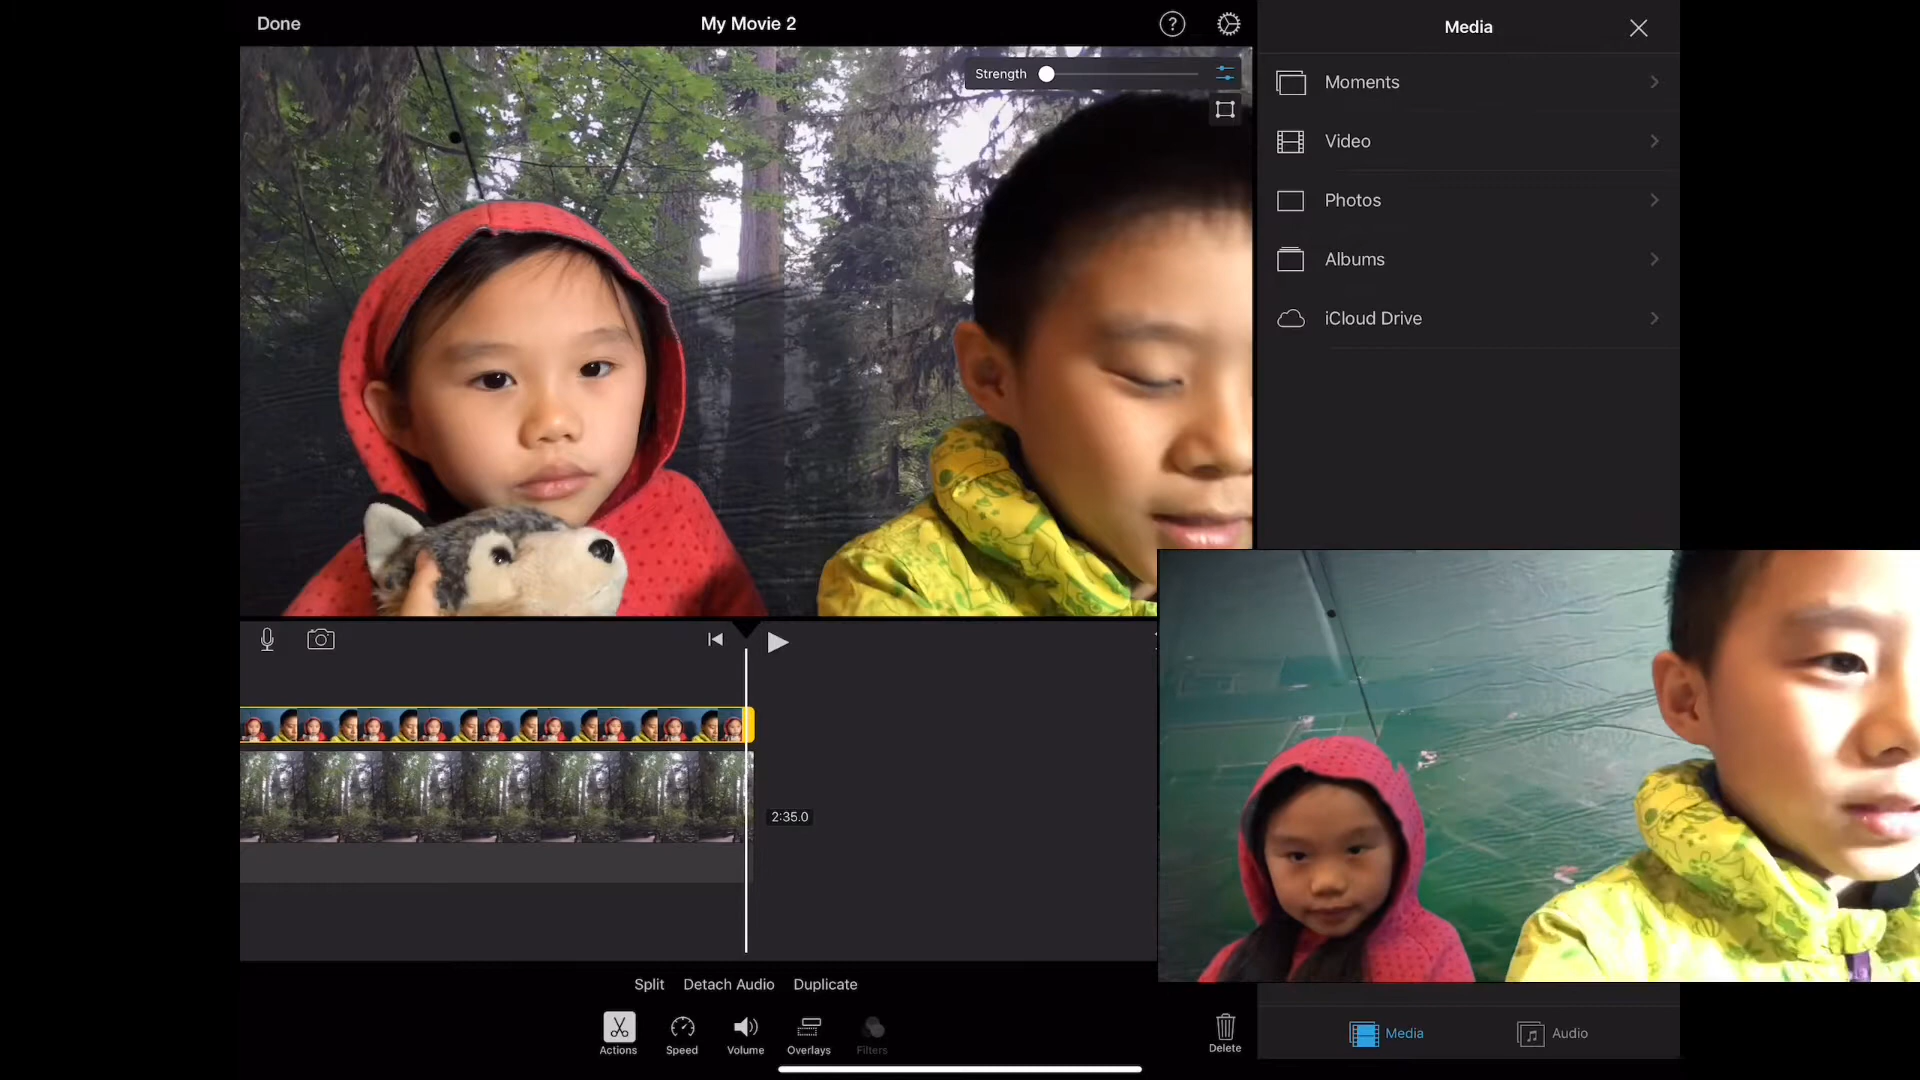 Done
My Movie 2
?
Media
Strength
Moments
Video
Photos
Albums
iCloud Drive
2:35.0
Split Detach Audio Duplicate
Actions Speed Volume Overlays Filters
Delete
Media
Audio